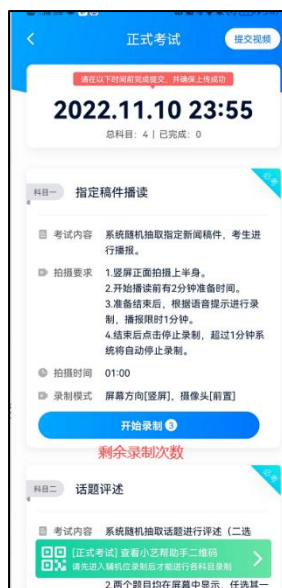 正式考试
提交视频
请在以下时间前完成提交，并确保上传成功
2022.11.10 23:55
总科目：4 | 已完成：0
必考
科目一 指定稿件播读
考试内容 系统随机抽取指定新闻稿件，考生进
行播报。
拍摄要求 1.竖屏正面拍摄上半身。
2.开始播读前有2分钟准备时间。
3.准备结束后，根据语音提示进行录
制，播报限时1分钟。
4.结束后点击停止录制，超过1分钟系
统将自动停止录制。
拍摄时间 01:00
录制模式 屏幕方向[竖屏]，摄像头[前置]
开始录制 3
剩余录制次数
必考
科目二 话题评述
考试内容 系统随机抽取话题进行评述（二选
[正式考试] 查看小艺帮助手二维码
请先进入辅机位录制后才能进行各科目录制
2.两个题目均在屏幕中显示，任选其一